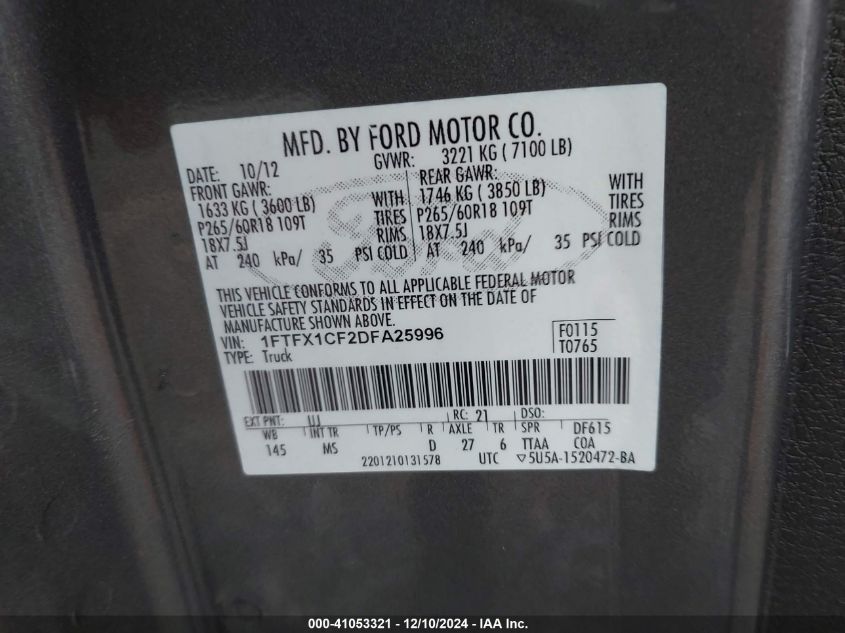 MFD. BY FORD MOTOR CO.
DATE: 10/12 GVWR: 3221 KG ( 7100 LB)
FRONT GAWR: REAR GAWR:
1633 KG ( 3600 LB) WITH 1746 KG ( 3850 LB) WITH
P265/60R18 109T TIRES P265/60R18 109T TIRES
18X7.5J RIMS 18X7.5J RIMS
AT 240 kPa/ 35 PSI COLD AT 240 kPa/ 35 PSI COLD
Ford
THIS VEHICLE CONFORMS TO ALL APPLICABLE FEDERAL MOTOR
VEHICLE SAFETY STANDARDS IN EFFECT ON THE DATE OF
MANUFACTURE SHOWN ABOVE.
VIN: 1FTFX1CF2DFA25996 F0115
TYPE: Truck T0765
EXT PNT: UJ RC: 21 DSO:
WB INT TR TP/PS R AXLE TR SPR DF615
145 MS D 27 6 TTAA COA
2201210131578 UTC ▽5U5A-1520472-BA
000-41053321 - 12/10/2024 - IAA Inc.